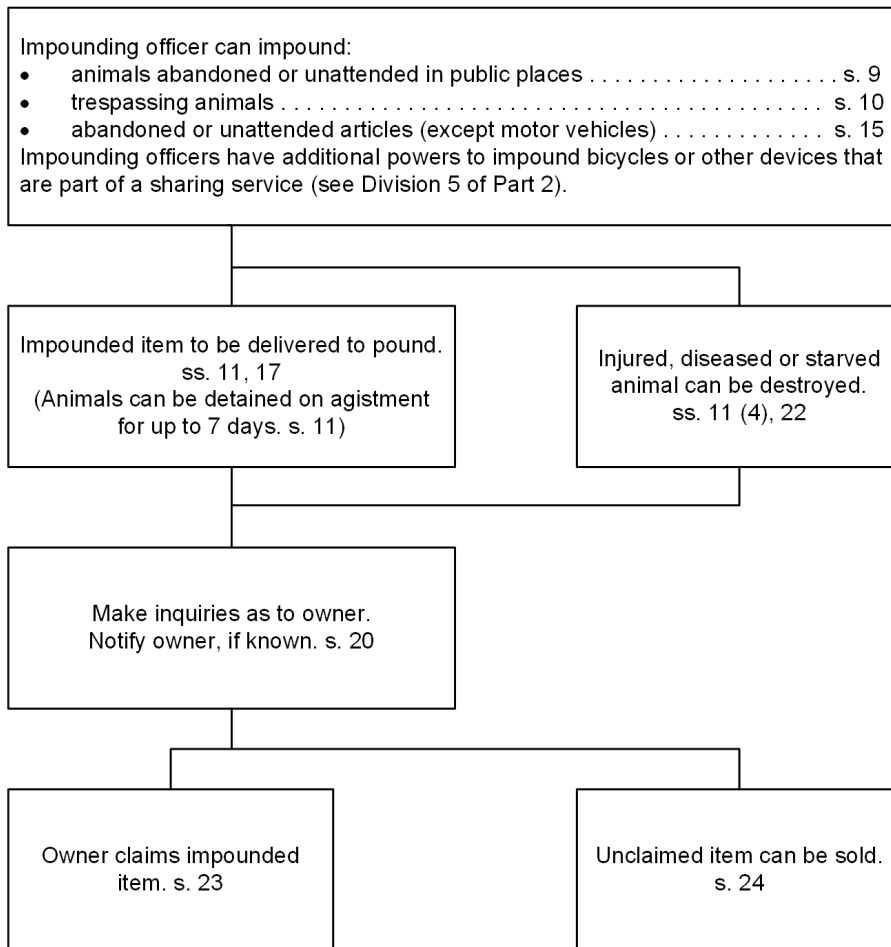 Impounding officer can impound:
• animals abandoned or unattended in public places . . . . . . . . . . . . . . . . . . . . . s. 9
• trespassing animals . . . . . . . . . . . . . . . . . . . . . . . . . . . . . . . . . . . . . . . . . . . s. 10
• abandoned or unattended articles (except motor vehicles) . . . . . . . . . . . . . s. 15
Impounding officers have additional powers to impound bicycles or other devices that
are part of a sharing service (see Division 5 of Part 2).
Impounded item to be delivered to pound.
ss. 11, 17
(Animals can be detained on agistment
for up to 7 days. s. 11)
Injured, diseased or starved
animal can be destroyed.
ss. 11 (4), 22
Make inquiries as to owner.
Notify owner, if known. s. 20
Owner claims impounded
item. s. 23
Unclaimed item can be sold.
s. 24